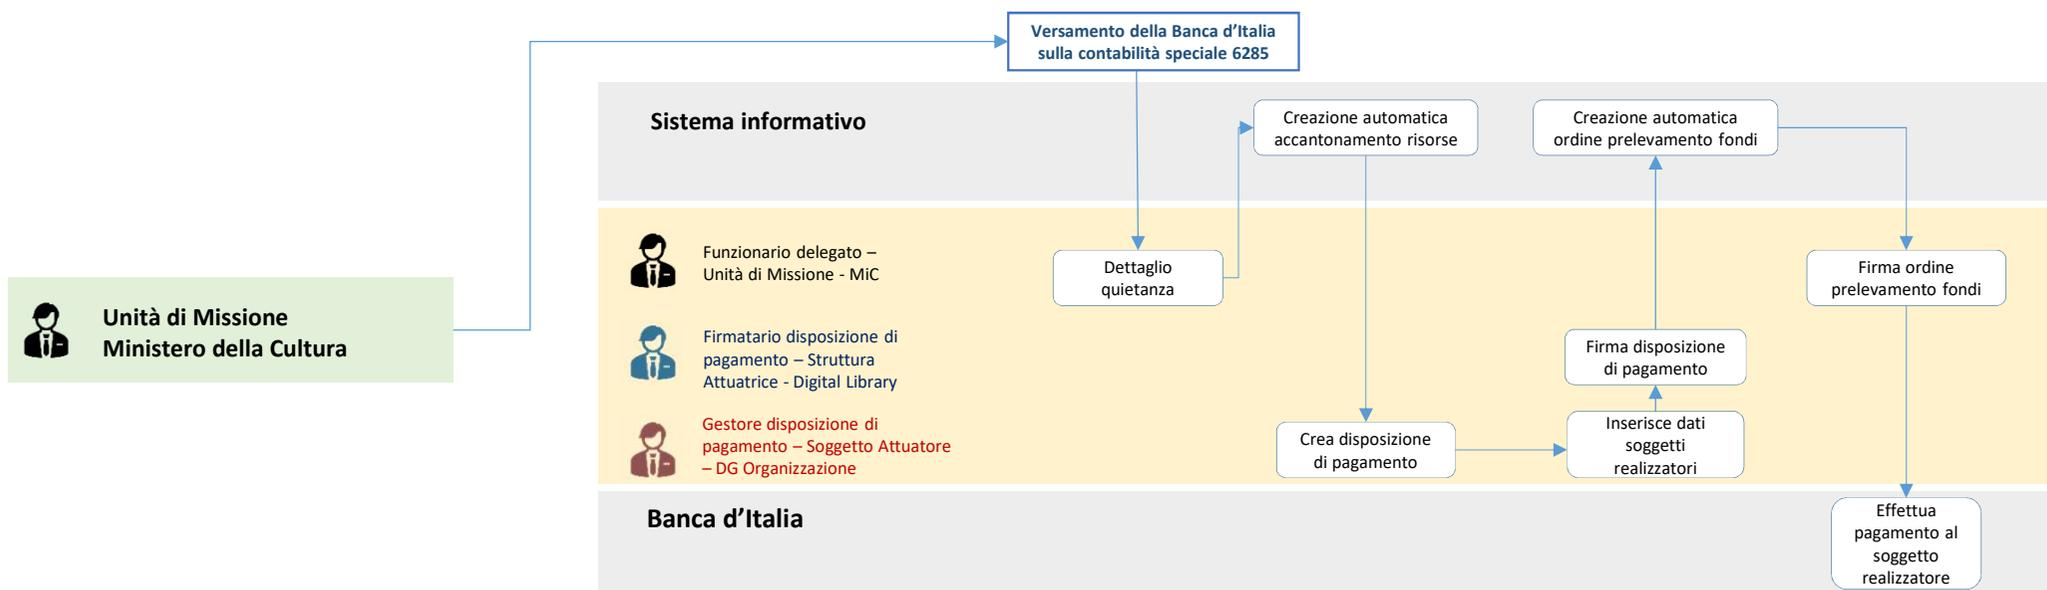 Versamento della Banca d’Italia
sulla contabilità speciale 6285
Sistema informativo
Creazione automatica
accantonamento risorse
Creazione automatica
ordine prelevamento fondi
Funzionario delegato –
Unità di Missione - MiC
Dettaglio
quietanza
Firma ordine
prelevamento fondi
Unità di Missione
Ministero della Cultura
Firmatario disposizione di
pagamento – Struttura
Attuatrice - Digital Library
Firma disposizione
di pagamento
Gestore disposizione di
pagamento – Soggetto Attuatore
– DG Organizzazione
Crea disposizione
di pagamento
Inserisce dati
soggetti
realizzatori
Banca d’Italia
Effettua
pagamento al
soggetto
realizzatore